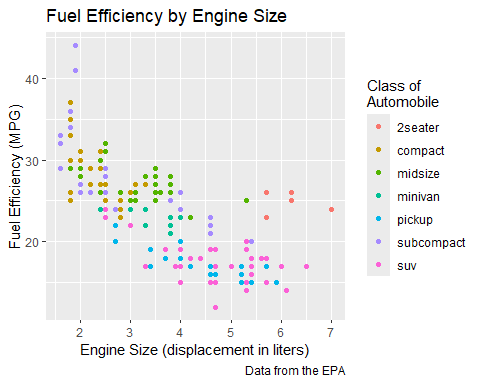 Fuel Efficiency by Engine Size
Fuel Efficiency (MPG)
40
30
20
2
3
4
5
6
7
Engine Size (displacement in liters)
Data from the EPA
Class of
Automobile
2seater
compact
midsize
minivan
pickup
subcompact
suv